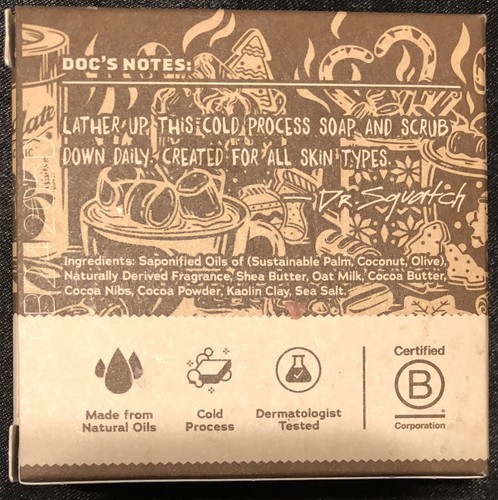 DOC'S NOTES:
LATHER UP THIS COLD PROCESS SOAP AND SCRUB
DOWN DAILY. CREATED FOR ALL SKIN TYPES.
— Dr. Squatch
Ingredients: Saponified Oils of (Sustainable Palm, Coconut, Olive),
Naturally Derived Fragrance, Shea Butter, Oat Milk, Cocoa Butter,
Cocoa Nibs, Cocoa Powder, Kaolin Clay, Sea Salt.
Made from
Natural Oils
Cold
Process
Dermatologist
Tested
Certified
B
Corporation